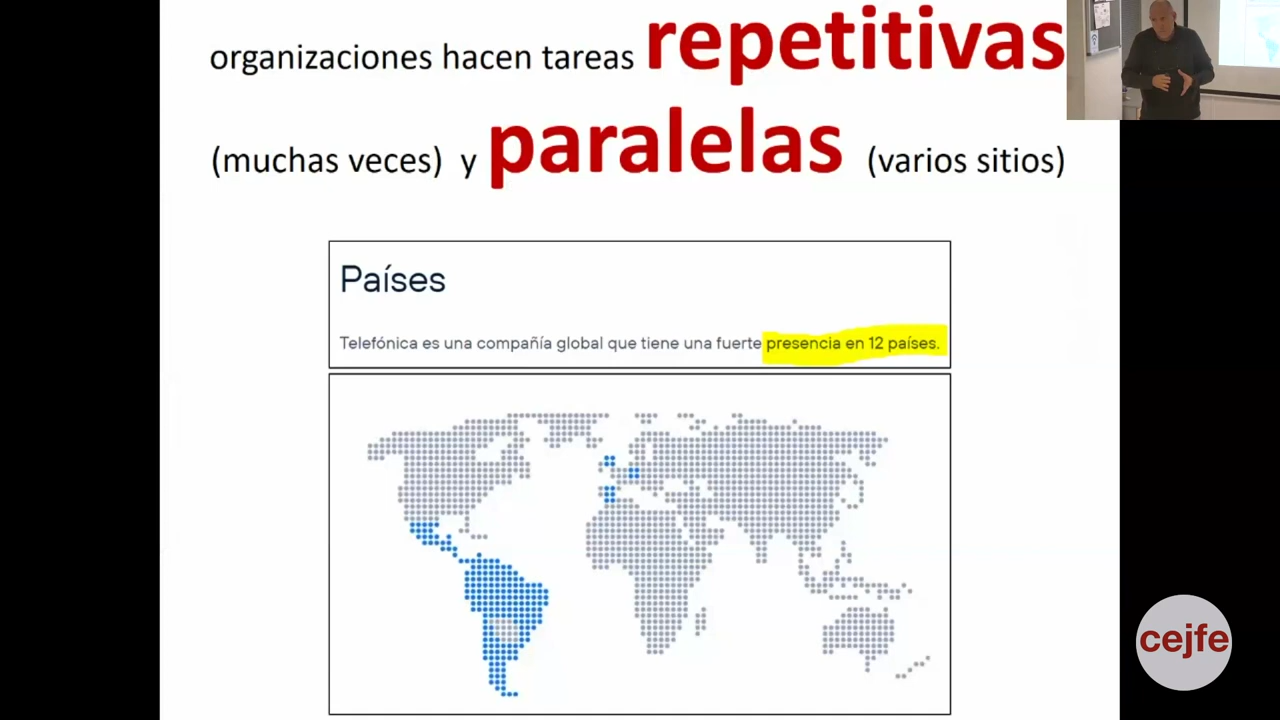 organizaciones hacen tareas repetitivas
(muchas veces) y paralelas (varios sitios)
Países
Telefónica es una compañía global que tiene una fuerte presencia en 12 países.
cejfe